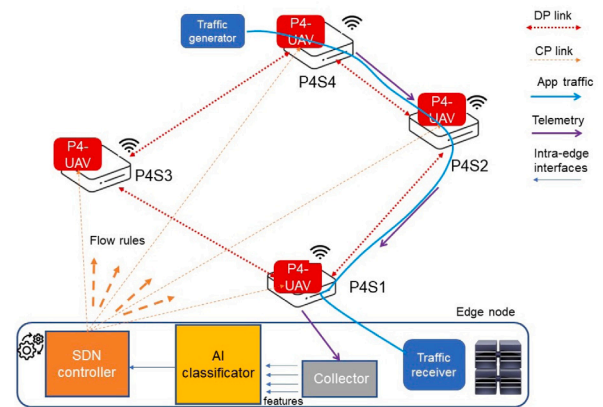 Traffic
generator
P4-
UAV
P4S4
DP link
CP link
App traffic
Telemetry
Intra-edge
interfaces
P4-
UAV
P4S2
P4-
UAV
P4S3
Flow rules
P4-
-UAV
P4S1
Edge node
SDN
controller
AI
classificator
features
Collector
Traffic
receiver